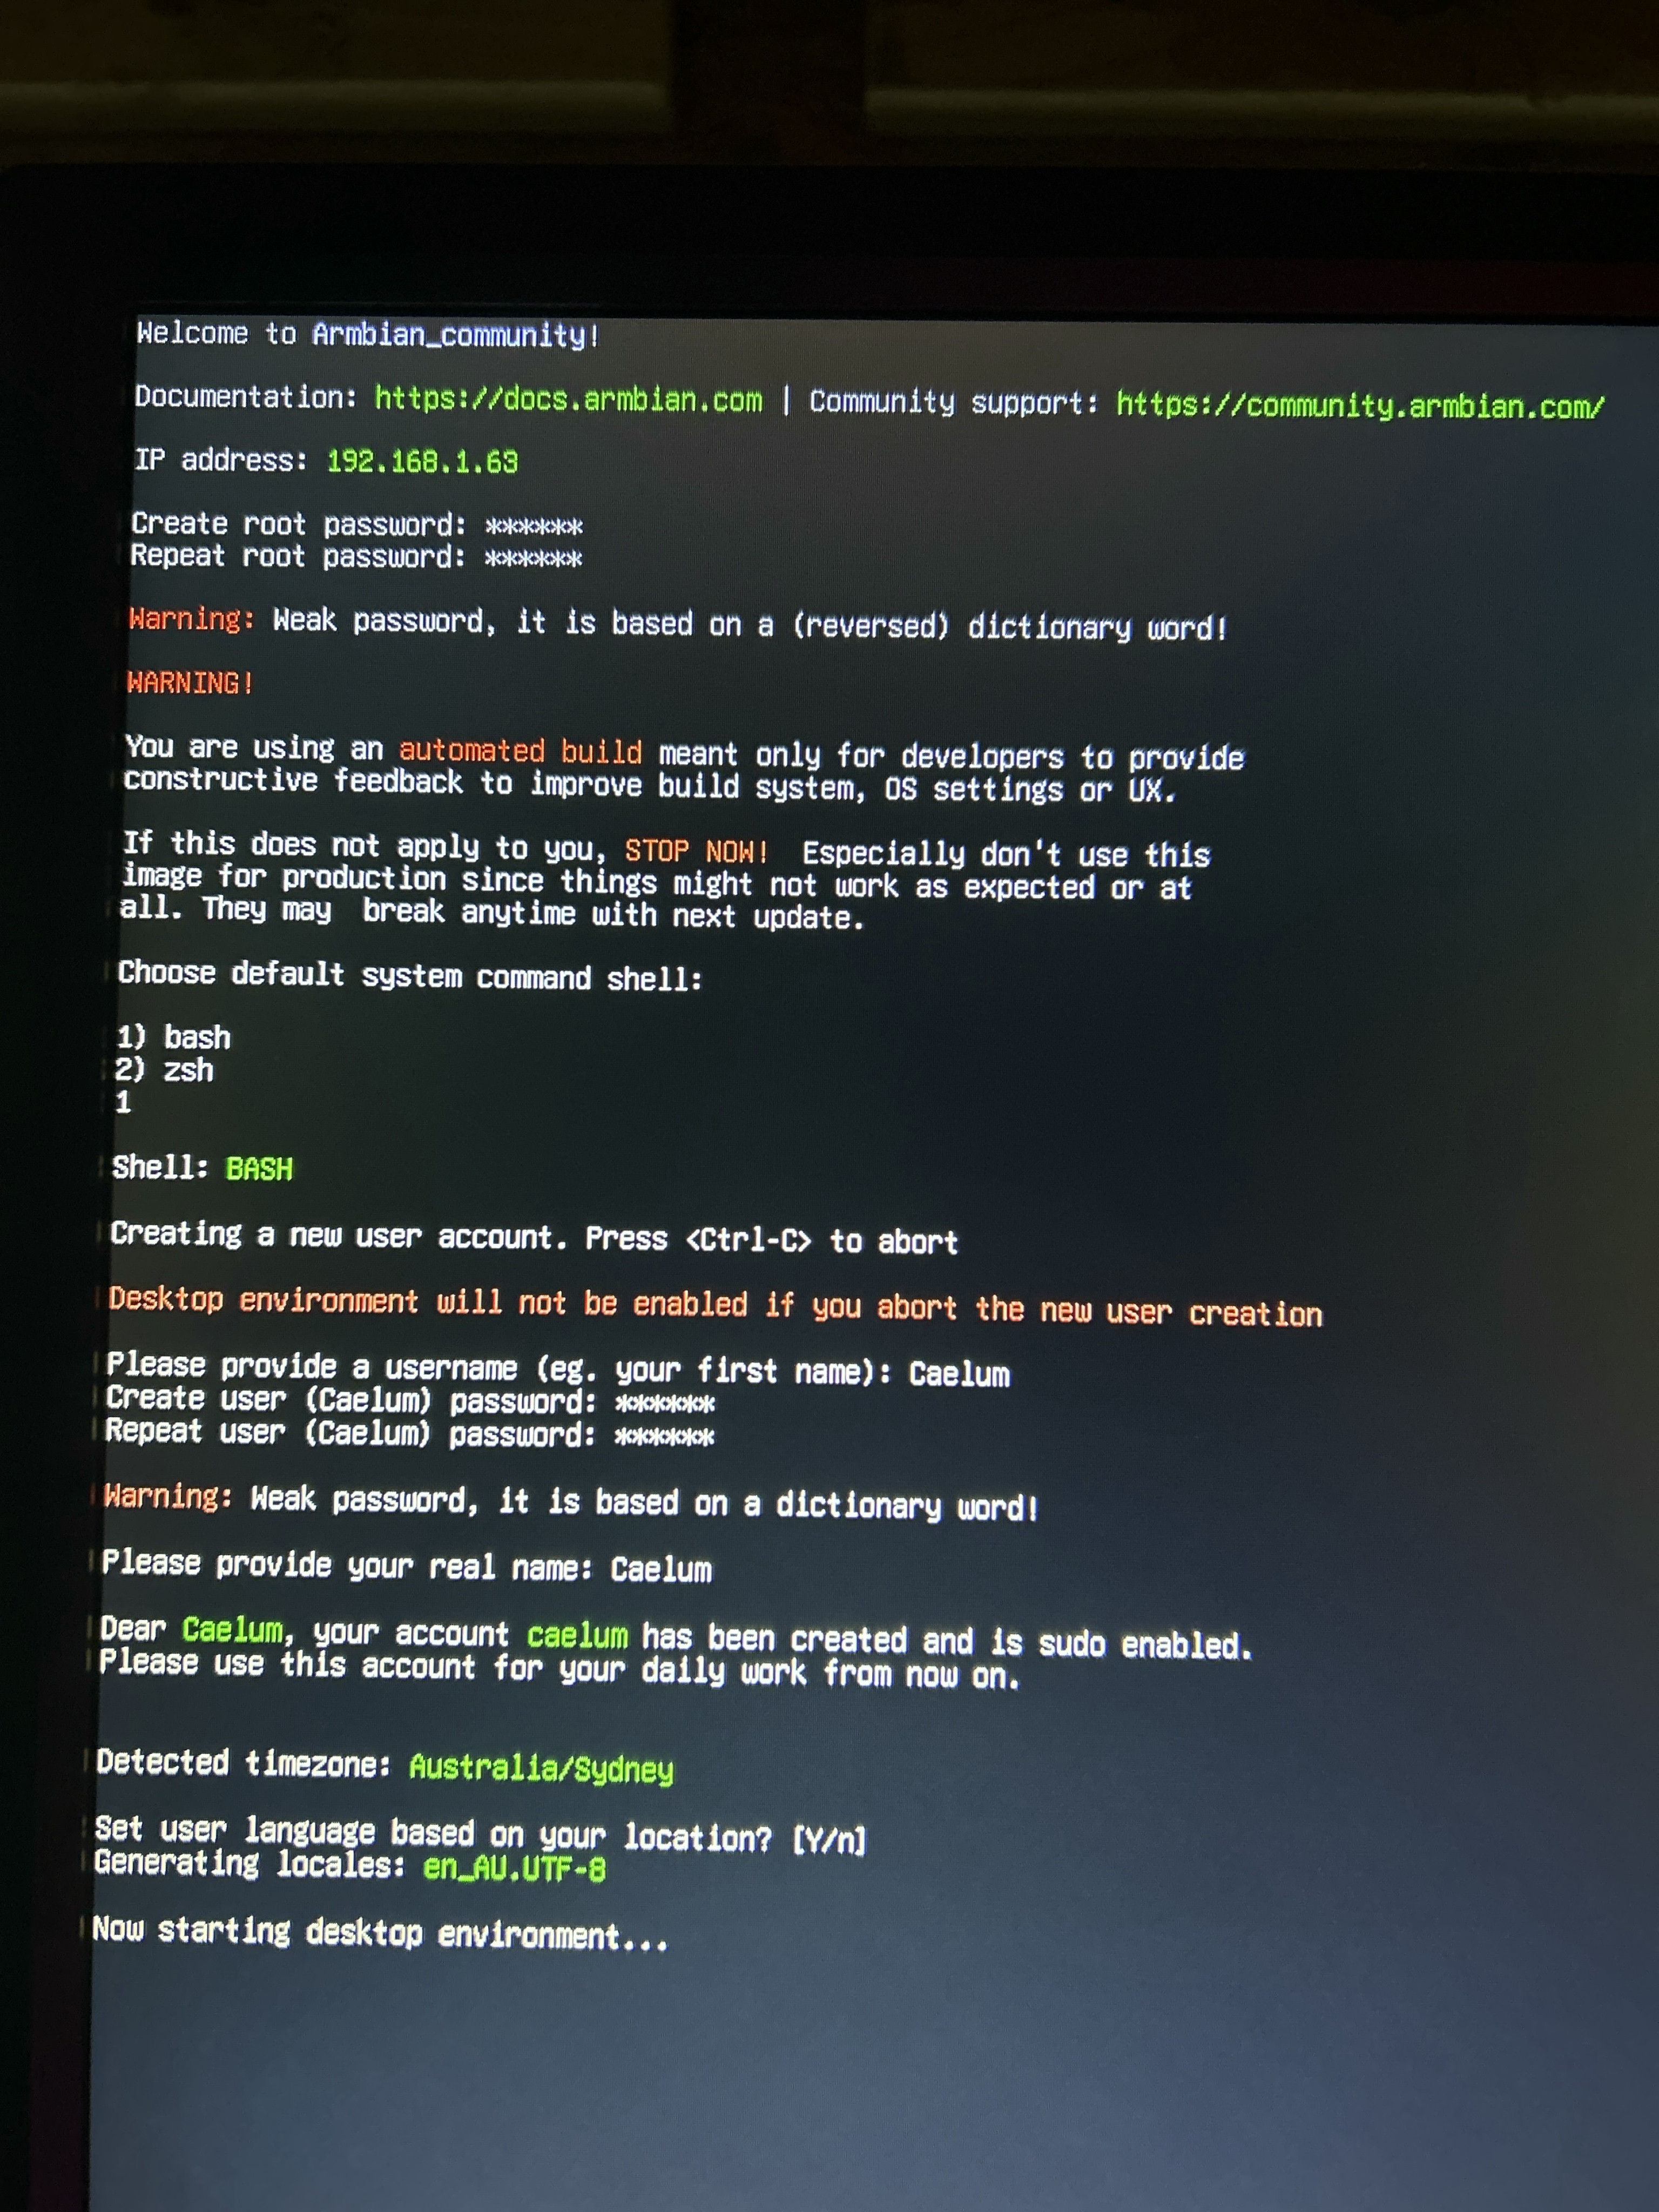 Welcome to Armbian_community!
Documentation: https://docs.armbian.com | Community support: https://community.armbian.com/
IP address: 192.168.1.63
Create root password: ******
Repeat root password: ******
Warning: Weak password, it is based on a (reversed) dictionary word!
WARNING!
You are using an automated build meant only for developers to provide
constructive feedback to improve build system, OS settings or UX.
If this does not apply to you, STOP NOW!  Especially don't use this
image for production since things might not work as expected or at
all. They may  break anytime with next update.
Choose default system command shell:
1) bash
2) zsh
1
Shell: BASH
Creating a new user account. Press <Ctrl-C> to abort
Desktop environment will not be enabled if you abort the new user creation
Please provide a username (eg. your first name): Caelum
Create user (Caelum) password: ******
Repeat user (Caelum) password: ******
Warning: Weak password, it is based on a dictionary word!
Please provide your real name: Caelum
Dear Caelum, your account caelum has been created and is sudo enabled.
Please use this account for your daily work from now on.
Detected timezone: Australia/Sydney
Set user language based on your location? [Y/n]
Generating locales: en_AU.UTF-8
Now starting desktop environment...